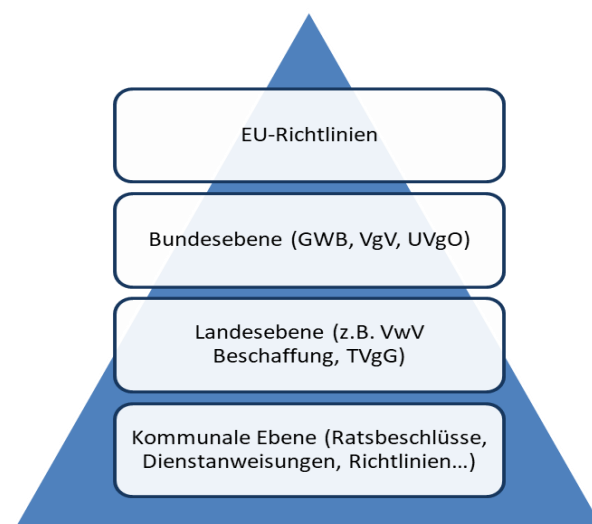 EU-Richtlinien
Bundesebene (GWB, VgV, UVgO)
Landesebene (z.B. VwV
Beschaffung, TVgG)
Kommunale Ebene (Ratsbeschlüsse,
Dienstanweisungen, Richtlinien…)